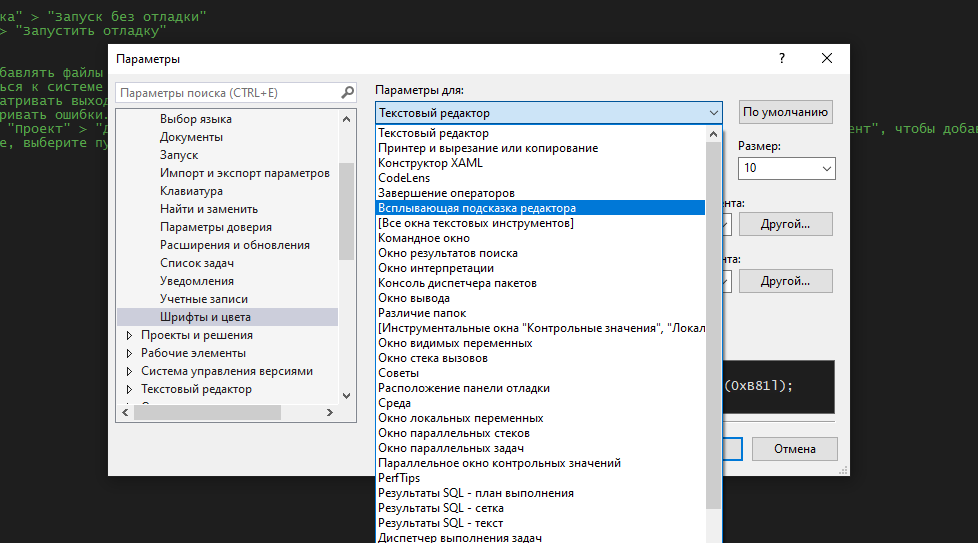 ка" > "Запуск без отладки"
> "Запустить отладку"
Параметры
?
бавлять файлы
ься к системе
атривать выход
ривать ошибки.
"Проект" > "Д
ент", чтобы добав
е, выберите пу
Параметры поиска (CTRL+E)
Выбор языка
Документы
Запуск
Импорт и экспорт параметров
Клавиатура
Найти и заменить
Параметры доверия
Расширения и обновления
Список задач
Уведомления
Учетные записи
Шрифты и цвета
Проекты и решения
Рабочие элементы
Система управления версиями
Текстовый редактор
Параметры для:
Текстовый редактор
По умолчанию
Текстовый редактор
Принтер и вырезание или копирование
Конструктор XAML
CodeLens
Завершение операторов
Всплывающая подсказка редактора
[Все окна текстовых инструментов]
Командное окно
Окно результатов поиска
Окно интерпретации
Консоль диспетчера пакетов
Окно вывода
Различие папок
[Инструментальные окна "Контрольные значения", "Локал
Окно видимых переменных
Окно стека вызовов
Советы
Расположение панели отладки
Среда
Окно локальных переменных
Окно параллельных стеков
Окно параллельных задач
Параллельное окно контрольных значений
PerfTips
Результаты SQL - план выполнения
Результаты SQL - сетка
Результаты SQL - текст
Диспетчер выполнения задач
Размер:
10
ента:
Другой...
нта:
Другой...
(0xB81l);
Отмена